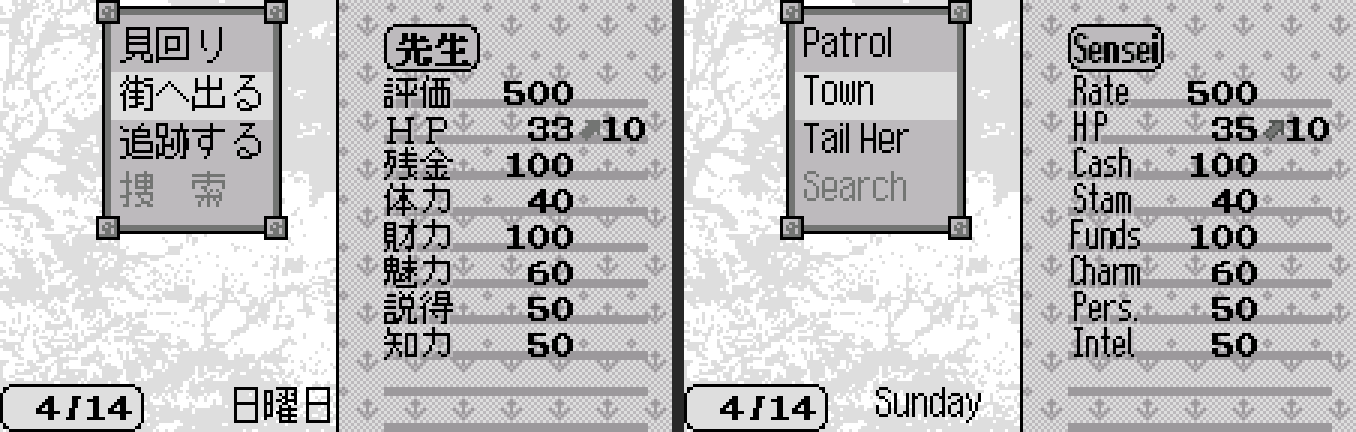 見回り
街へ出る
追跡する
捜 索
4/14
日曜日
先生
評価 500
HP 33 10
残金 100
体力 40
財力 100
魅力 60
説得 50
知力 50
Patrol
Town
Tail Her
Search
4/14
Sunday
Sensei
Rate 500
HP 35 10
Cash 100
Stam 40
Funds 100
Charm 60
Pers. 50
Intel 50